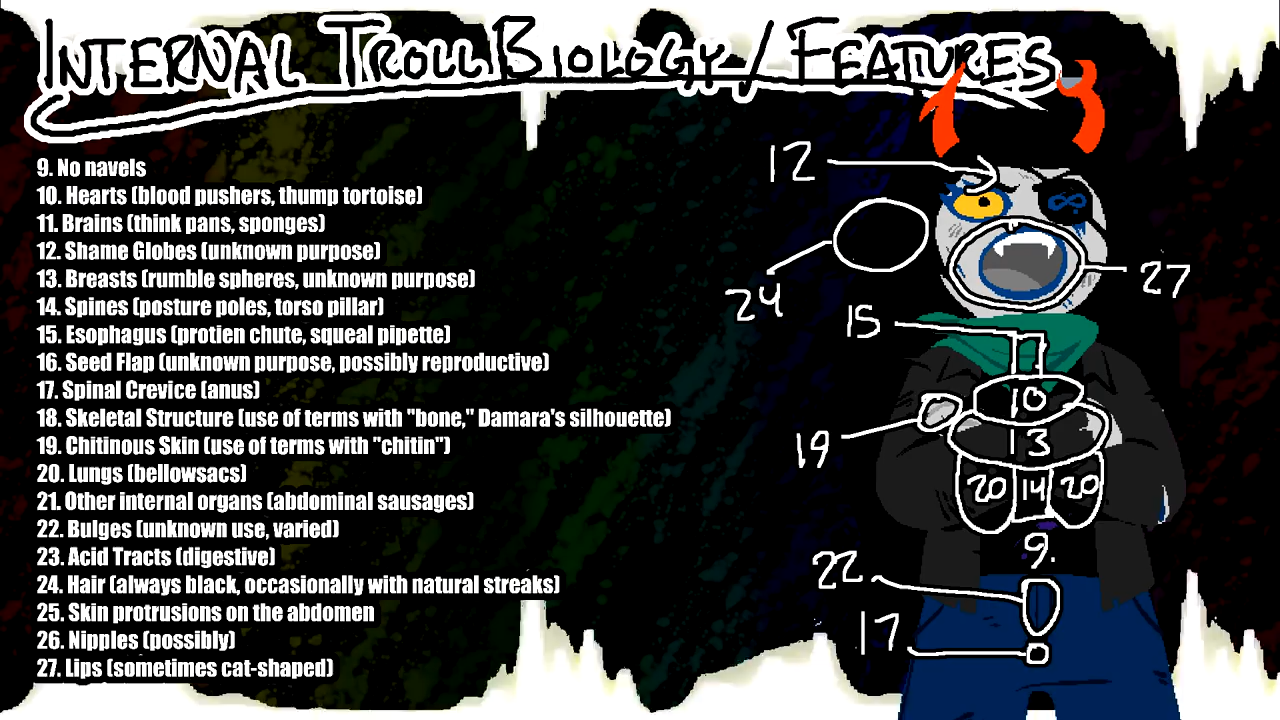 INTERNAL TROLL BIOLOGY / FEATURES
9. No navels
10. Hearts (blood pushers, thump tortoise)
11. Brains (think pans, sponges)
12. Shame Globes (unknown purpose)
13. Breasts (rumble spheres, unknown purpose)
14. Spines (posture poles, torso pillar)
15. Esophagus (protien chute, squeal pipette)
16. Seed Flap (unknown purpose, possibly reproductive)
17. Spinal Crevice (anus)
18. Skeletal Structure (use of terms with "bone," Damara's silhouette)
19. Chitinous Skin (use of terms with "chitin")
20. Lungs (bellowsacs)
21. Other internal organs (abdominal sausages)
22. Bulges (unknown use, varied)
23. Acid Tracts (digestive)
24. Hair (always black, occasionally with natural streaks)
25. Skin protrusions on the abdomen
26. Nipples (possibly)
27. Lips (sometimes cat-shaped)
12
24
27
15
10
13
19
20 14 20
9.
22
17